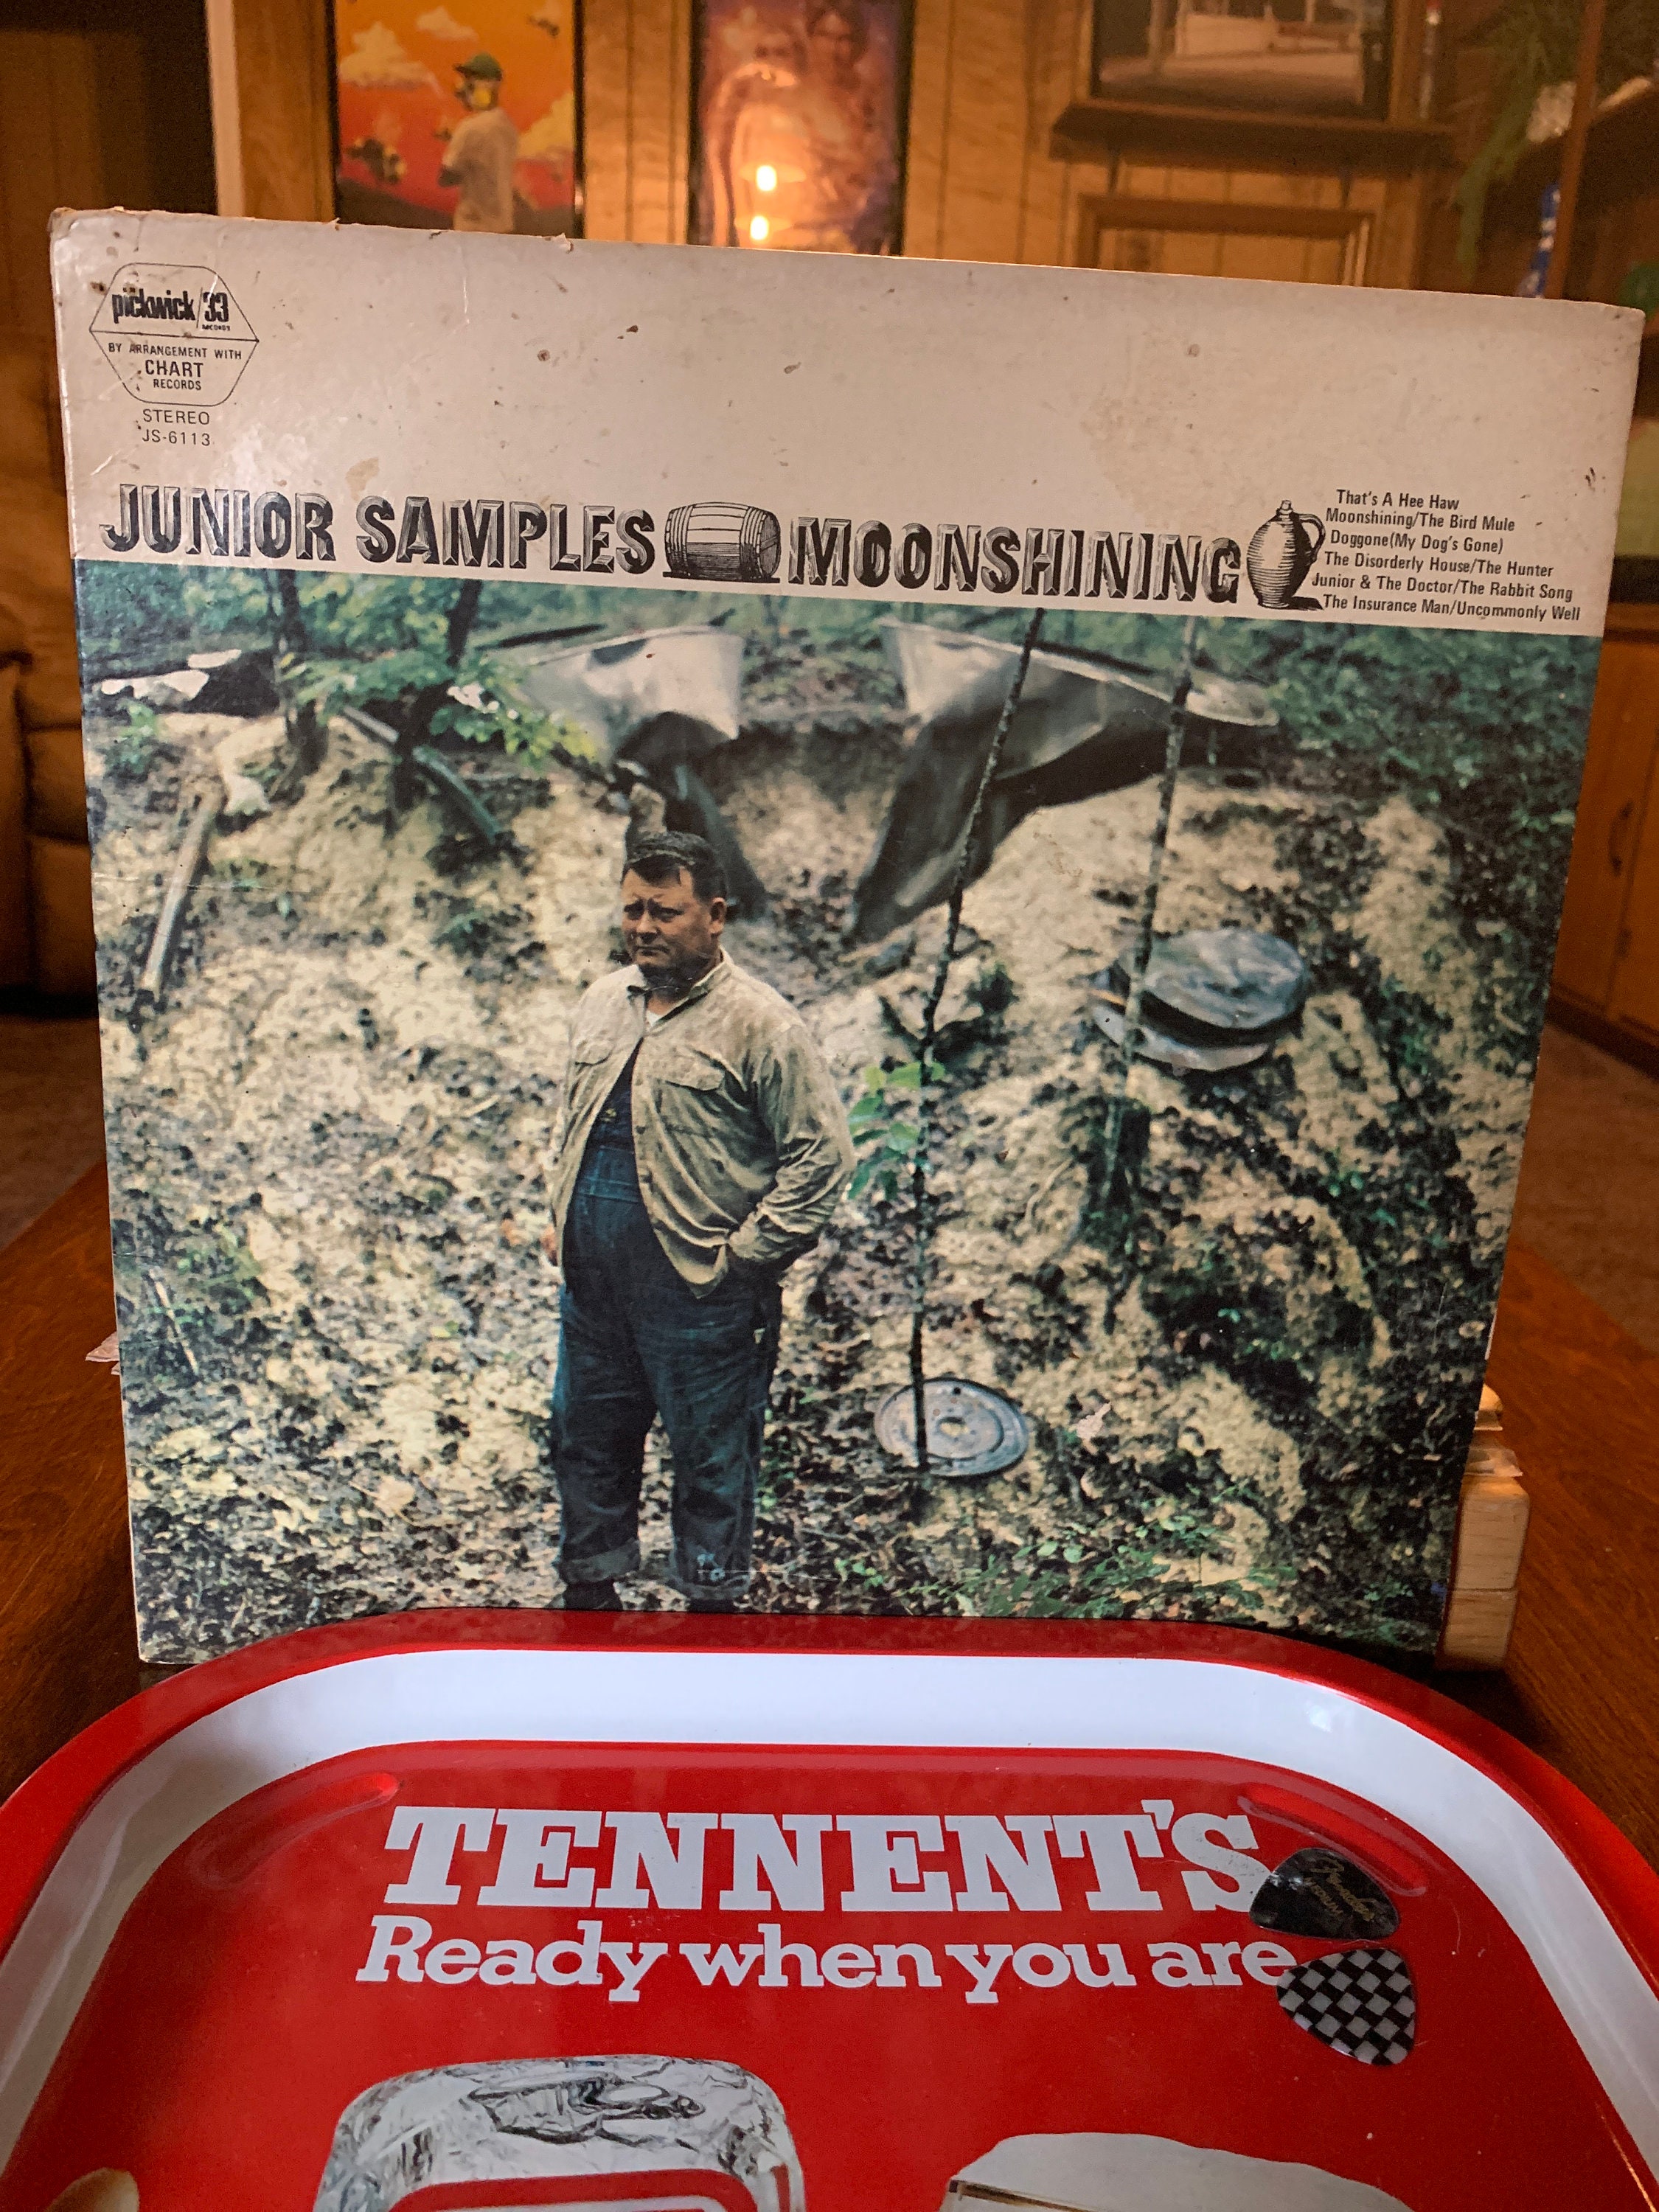 pickwick/33
RECORDS
BY ARRANGEMENT WITH
CHART
RECORDS
STEREO
JS-6113
JUNIOR SAMPLES MOONSHINING
That's A Hee Haw
Moonshining/The Bird Mule
Doggone(My Dog's Gone)
The Disorderly House/The Hunter
Junior & The Doctor/The Rabbit Song
The Insurance Man/Uncommonly Well
TENNENT'S
Ready when you are
Fender